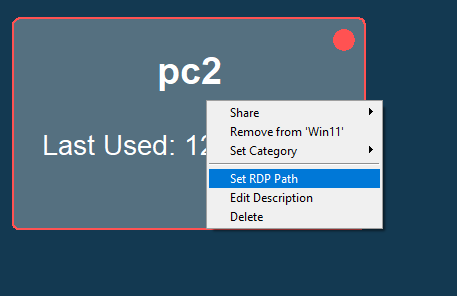 pc2
Last Used: 12
Share
Remove from 'Win11'
Set Category
Set RDP Path
Edit Description
Delete